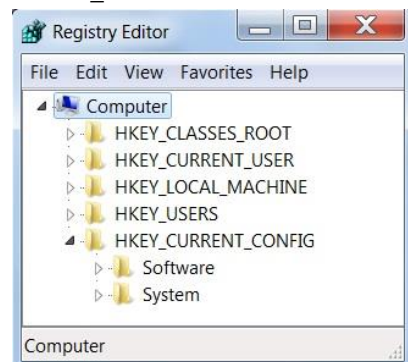 Registry Editor
File Edit View Favorites Help
Computer
HKEY_CLASSES_ROOT
HKEY_CURRENT_USER
HKEY_LOCAL_MACHINE
HKEY_USERS
HKEY_CURRENT_CONFIG
Software
System
Computer